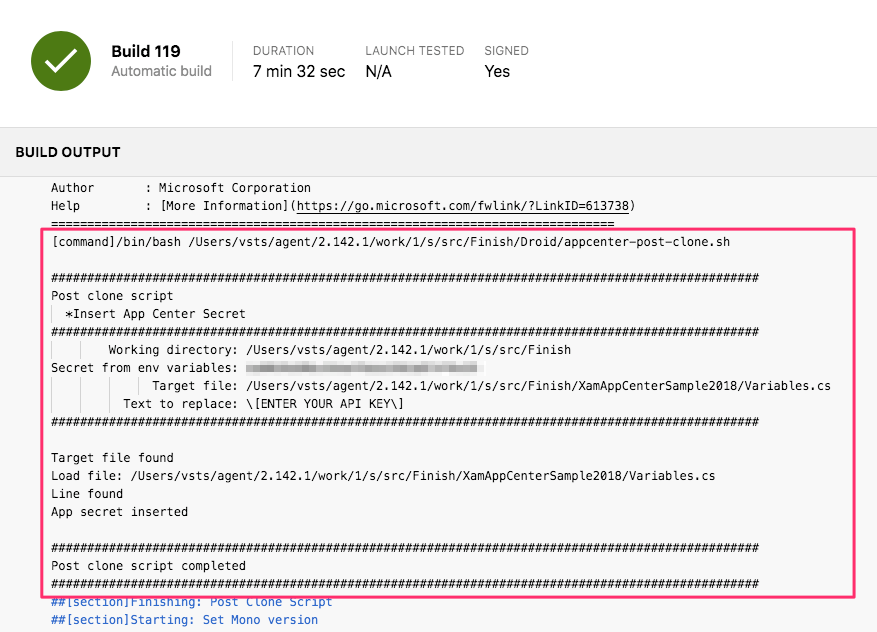 Build 119
Automatic build
DURATION
7 min 32 sec
LAUNCH TESTED
N/A
SIGNED
Yes
BUILD OUTPUT
Author : Microsoft Corporation
Help : [More Information](https://go.microsoft.com/fwlink/?LinkID=613738)
==============================================================================
[command]/bin/bash /Users/vsts/agent/2.142.1/work/1/s/src/Finish/Droid/appcenter-post-clone.sh
##################################################################################################
Post clone script
*Insert App Center Secret
##################################################################################################
Working directory: /Users/vsts/agent/2.142.1/work/1/s/src/Finish
Secret from env variables:
Target file: /Users/vsts/agent/2.142.1/work/1/s/src/Finish/XamAppCenterSample2018/Variables.cs
Text to replace: \[ENTER YOUR API KEY\]
##################################################################################################
Target file found
Load file: /Users/vsts/agent/2.142.1/work/1/s/src/Finish/XamAppCenterSample2018/Variables.cs
Line found
App secret inserted
##################################################################################################
Post clone script completed
##################################################################################################
##[section]Finishing: Post Clone Script
##[section]Starting: Set Mono version